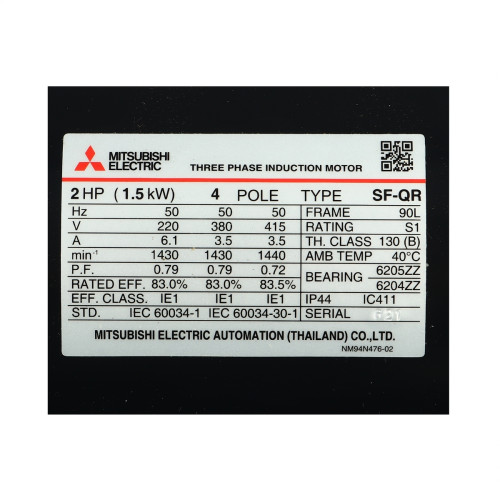 MITSUBISHI
ELECTRIC
THREE PHASE INDUCTION MOTOR
2 HP (1.5 kW) 4 POLE TYPE SF-QR
Hz 50 50 50 FRAME 90L
V 220 380 415 RATING S1
A 6.1 3.5 3.5 TH. CLASS 130 (B)
min⁻¹ 1430 1430 1440 AMB TEMP 40°C
P.F. 0.79 0.79 0.72 BEARING 6205ZZ
RATED EFF. 83.0% 83.0% 83.5% 6204ZZ
EFF. CLASS. IE1 IE1 IE1 IP44 IC411
STD. IEC 60034-1 IEC 60034-30-1 SERIAL
MITSUBISHI ELECTRIC AUTOMATION (THAILAND) CO.,LTD.
NM94N476-02